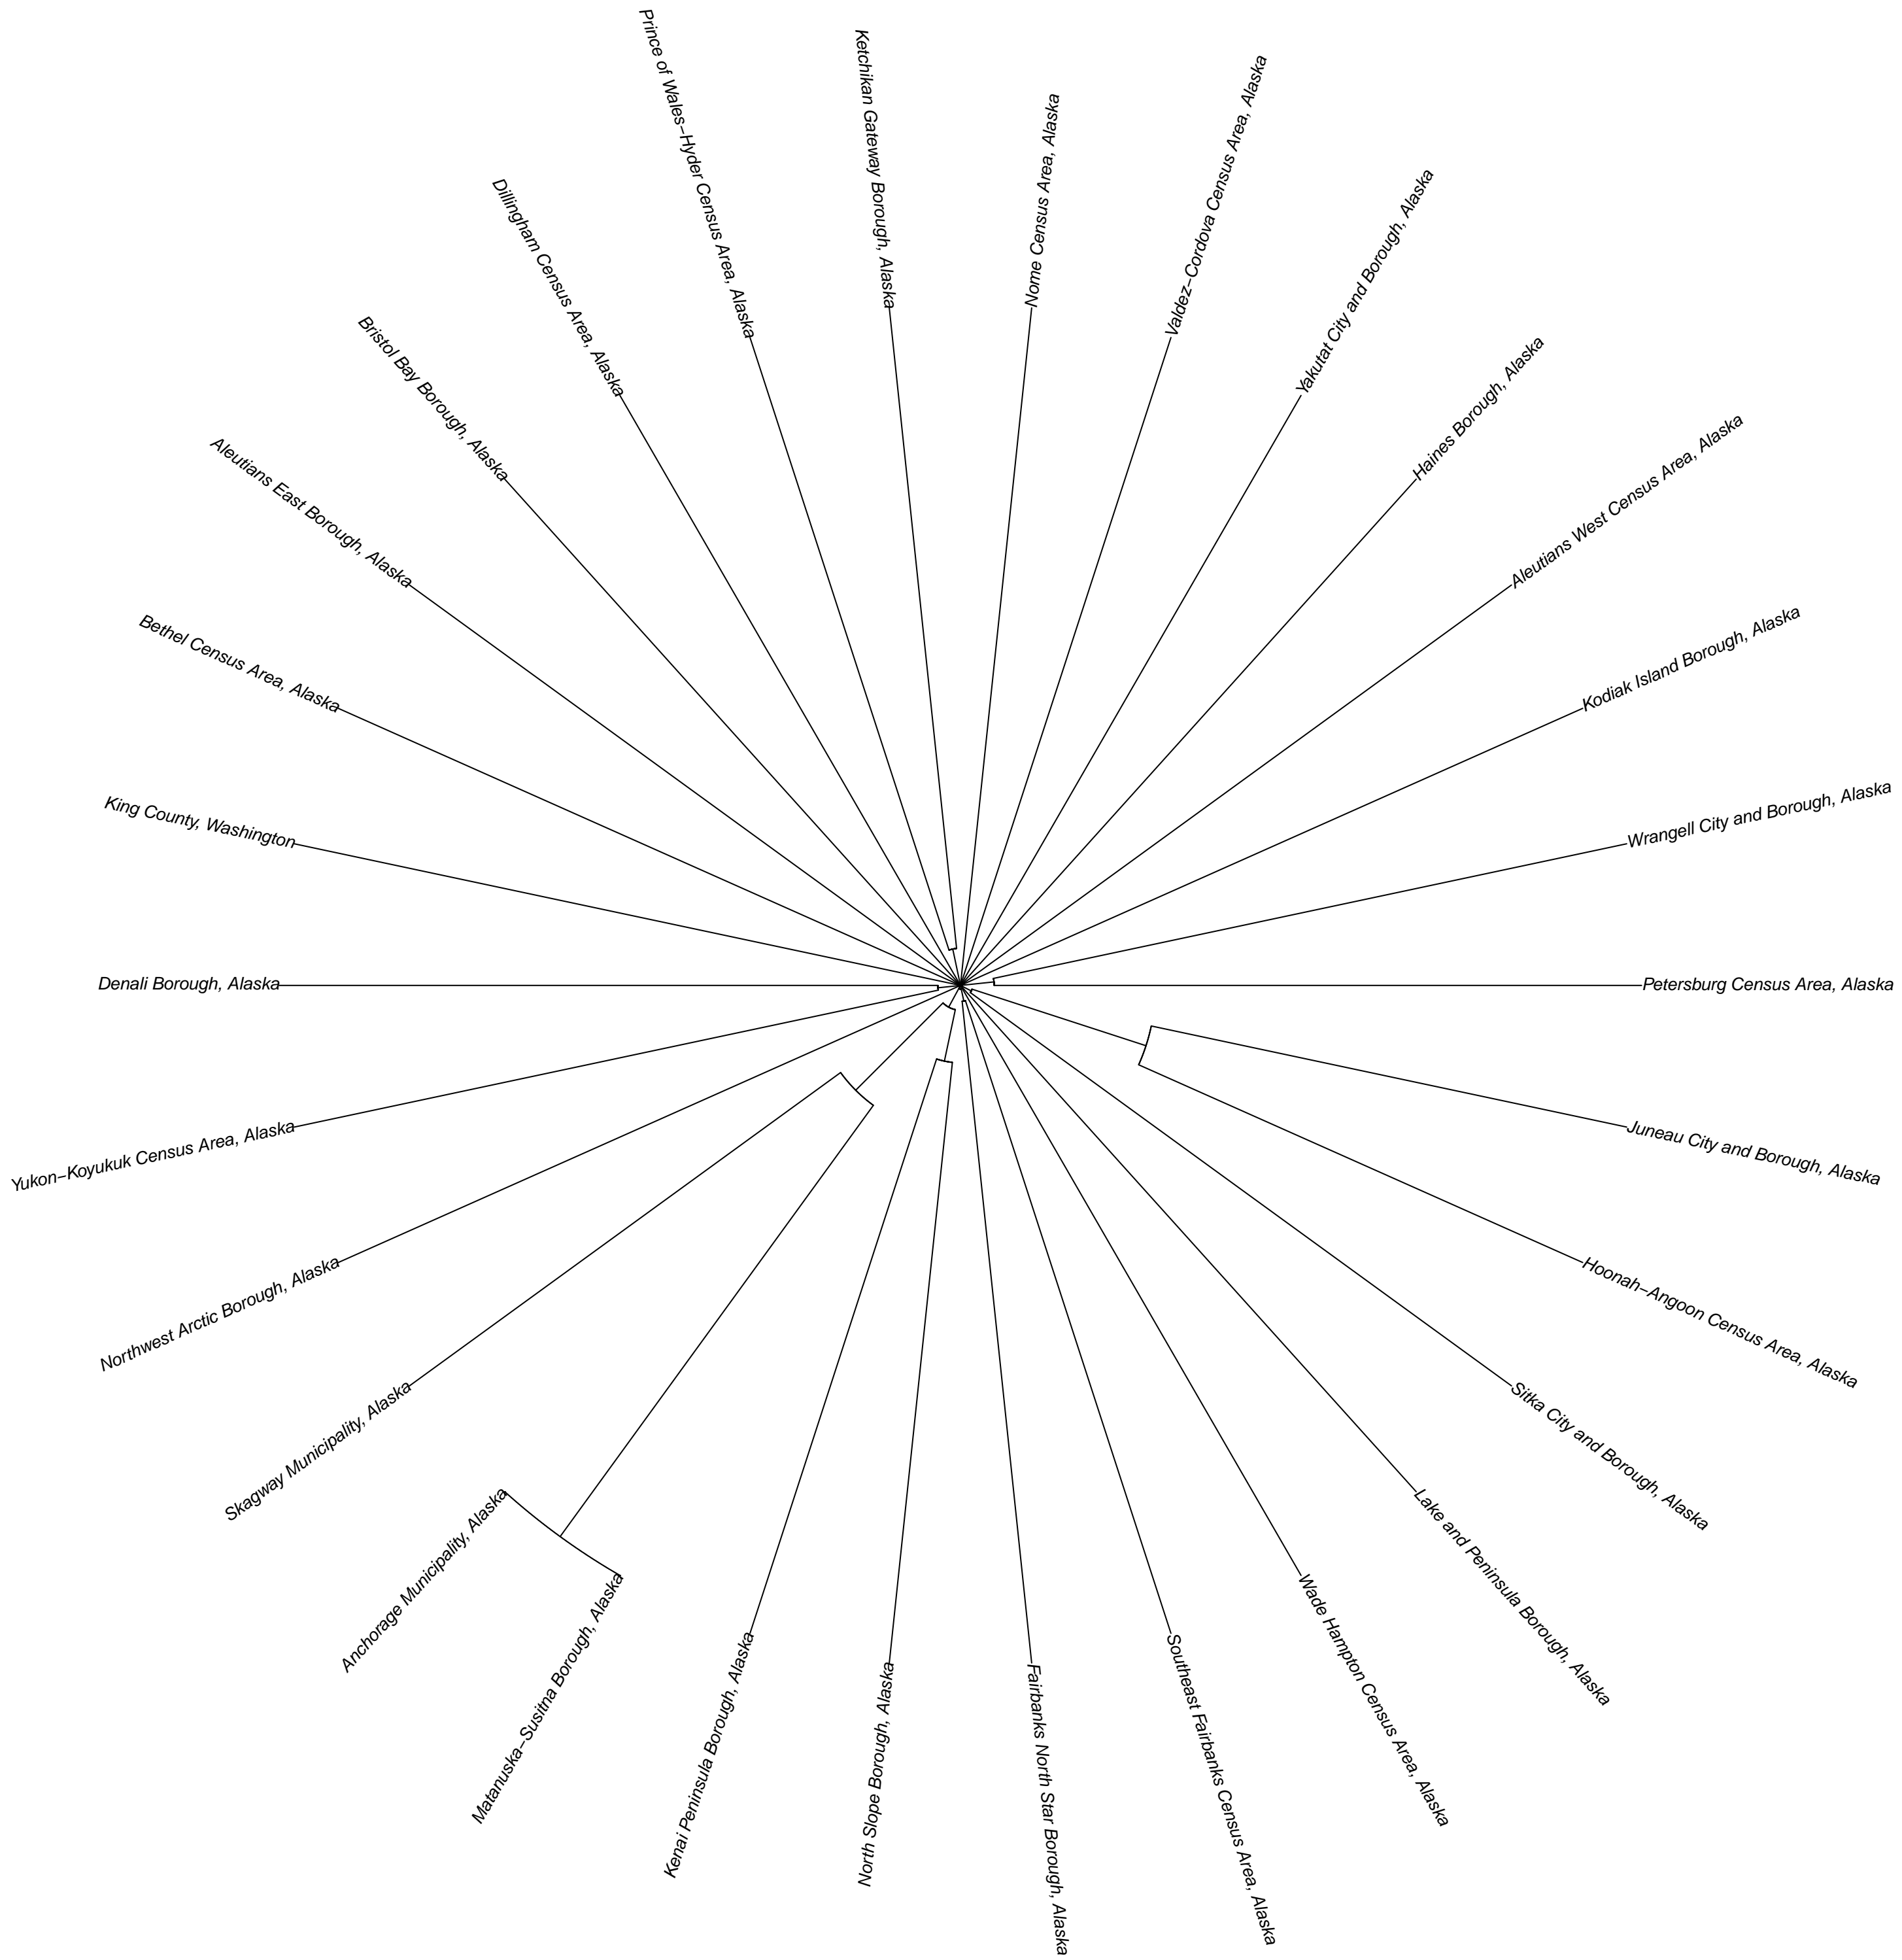 Prince of Wales−Hyder Census Area, Alaska
Ketchikan Gateway Borough, Alaska
Nome Census Area, Alaska
Valdez−Cordova Census Area, Alaska
Yakutat City and Borough, Alaska
Haines Borough, Alaska
Aleutians West Census Area, Alaska
Kodiak Island Borough, Alaska
Wrangell City and Borough, Alaska
Petersburg Census Area, Alaska
Juneau City and Borough, Alaska
Hoonah−Angoon Census Area, Alaska
Sitka City and Borough, Alaska
Lake and Peninsula Borough, Alaska
Wade Hampton Census Area, Alaska
Southeast Fairbanks Census Area, Alaska
Fairbanks North Star Borough, Alaska
North Slope Borough, Alaska
Kenai Peninsula Borough, Alaska
Matanuska−Susitna Borough, Alaska
Anchorage Municipality, Alaska
Skagway Municipality, Alaska
Northwest Arctic Borough, Alaska
Yukon−Koyukuk Census Area, Alaska
Denali Borough, Alaska
King County, Washington
Bethel Census Area, Alaska
Aleutians East Borough, Alaska
Bristol Bay Borough, Alaska
Dillingham Census Area, Alaska